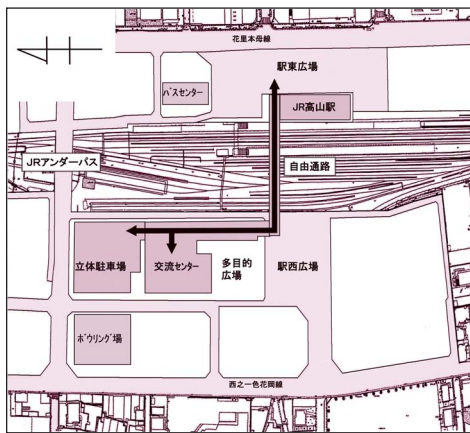 花里本母線
駅東広場
バスセンター
JR高山駅
JRアンダーパス
自由通路
立体駐車場
交流センター
多目的
広場
駅西広場
ボウリング場
西之一色花岡線